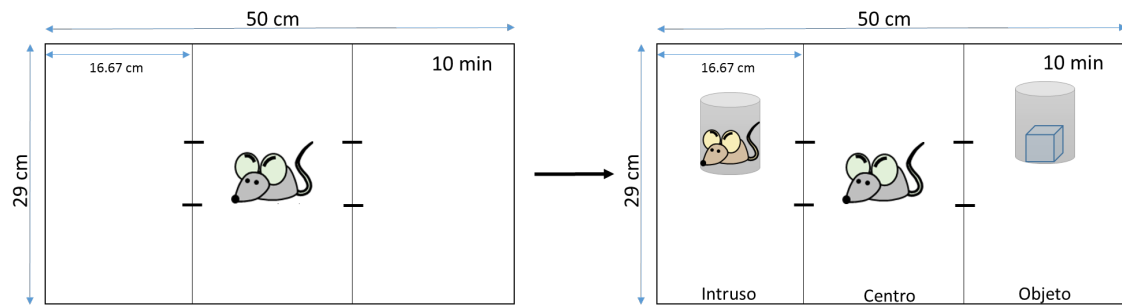 50 cm
16.67 cm
10 min
29 cm
50 cm
16.67 cm
10 min
29 cm
Intruso
Centro
Objeto